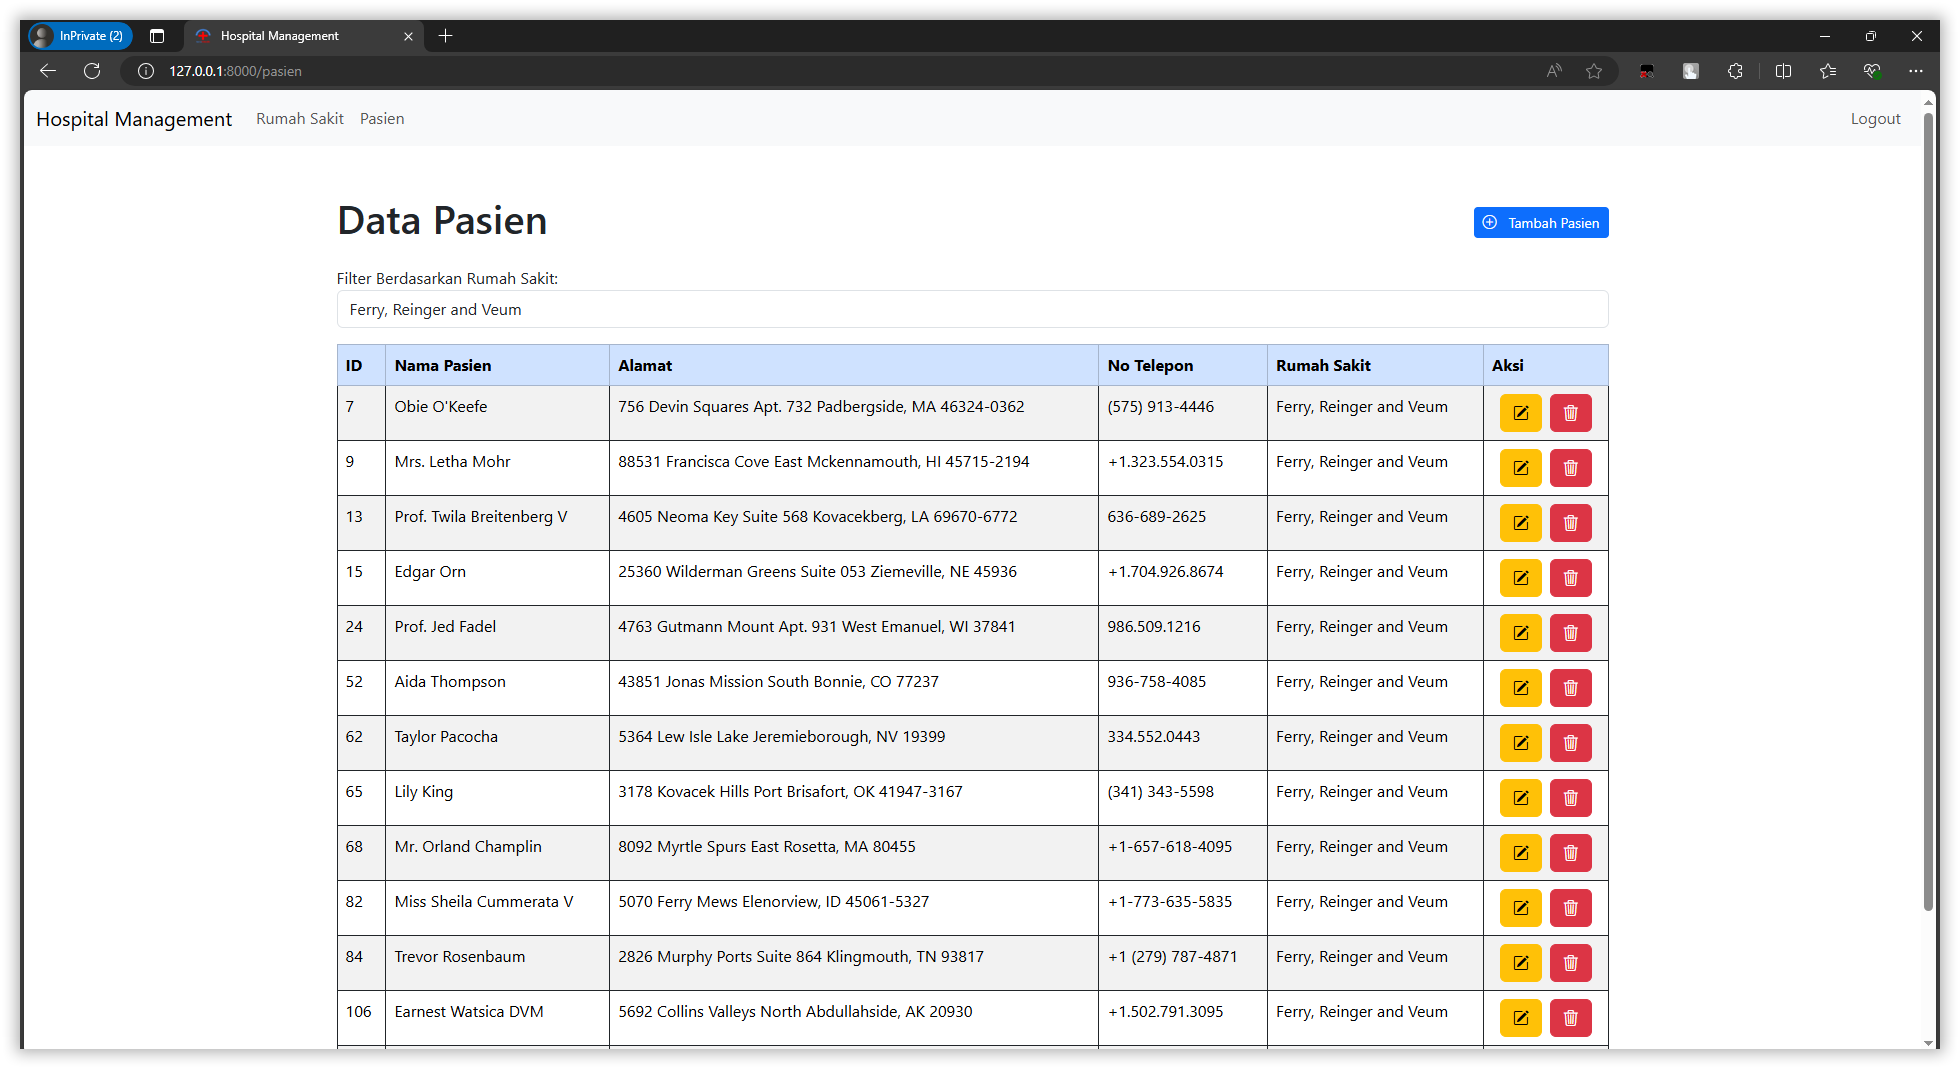 InPrivate (2)
Hospital Management
127.0.0.1:8000/pasien
Hospital Management Rumah Sakit Pasien Logout
Data Pasien
Tambah Pasien
Filter Berdasarkan Rumah Sakit:
Ferry, Reinger and Veum
ID Nama Pasien Alamat No Telepon Rumah Sakit Aksi
7 Obie O'Keefe 756 Devin Squares Apt. 732 Padbergside, MA 46324-0362 (575) 913-4446 Ferry, Reinger and Veum
9 Mrs. Letha Mohr 88531 Francisca Cove East Mckennamouth, HI 45715-2194 +1.323.554.0315 Ferry, Reinger and Veum
13 Prof. Twila Breitenberg V 4605 Neoma Key Suite 568 Kovacekberg, LA 69670-6772 636-689-2625 Ferry, Reinger and Veum
15 Edgar Orn 25360 Wilderman Greens Suite 053 Ziemeville, NE 45936 +1.704.926.8674 Ferry, Reinger and Veum
24 Prof. Jed Fadel 4763 Gutmann Mount Apt. 931 West Emanuel, WI 37841 986.509.1216 Ferry, Reinger and Veum
52 Aida Thompson 43851 Jonas Mission South Bonnie, CO 77237 936-758-4085 Ferry, Reinger and Veum
62 Taylor Pacocha 5364 Lew Isle Lake Jeremieborough, NV 19399 334.552.0443 Ferry, Reinger and Veum
65 Lily King 3178 Kovacek Hills Port Brisafort, OK 41947-3167 (341) 343-5598 Ferry, Reinger and Veum
68 Mr. Orland Champlin 8092 Myrtle Spurs East Rosetta, MA 80455 +1-657-618-4095 Ferry, Reinger and Veum
82 Miss Sheila Cummerata V 5070 Ferry Mews Elenorview, ID 45061-5327 +1-773-635-5835 Ferry, Reinger and Veum
84 Trevor Rosenbaum 2826 Murphy Ports Suite 864 Klingmouth, TN 93817 +1 (279) 787-4871 Ferry, Reinger and Veum
106 Earnest Watsica DVM 5692 Collins Valleys North Abdullahside, AK 20930 +1.502.791.3095 Ferry, Reinger and Veum